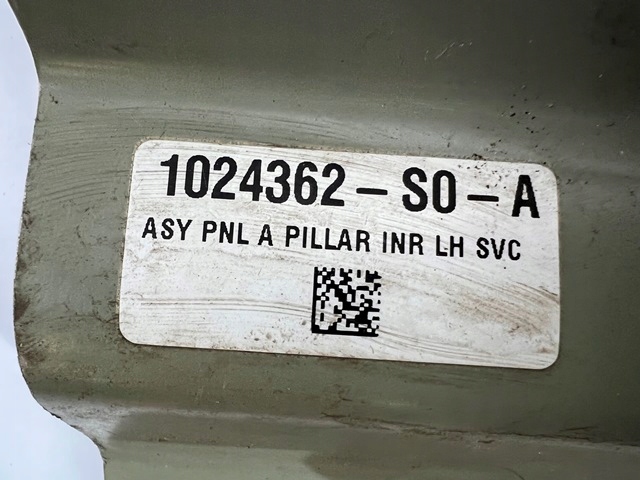 1024362-S0-A
ASY PNL A PILLAR INR LH SVC